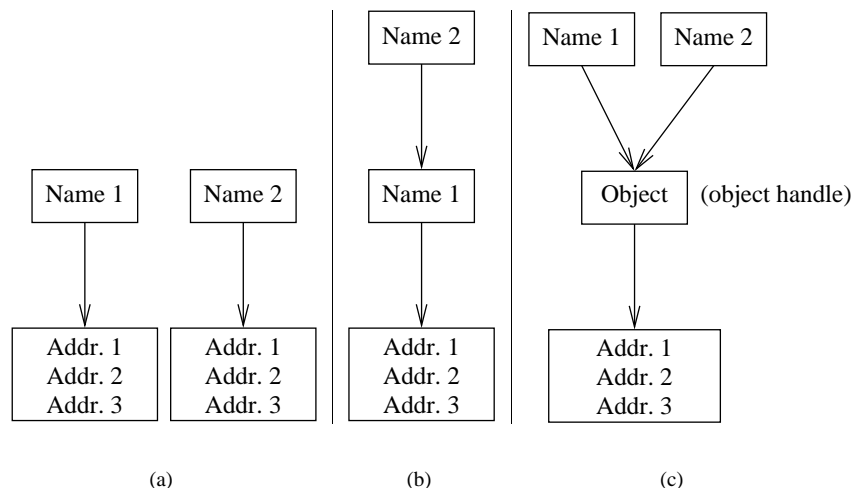 Name 1
Name 2
Addr. 1
Addr. 2
Addr. 3
Addr. 1
Addr. 2
Addr. 3
(a)
Name 2
Name 1
Addr. 1
Addr. 2
Addr. 3
(b)
Name 1
Name 2
Object
(object handle)
Addr. 1
Addr. 2
Addr. 3
(c)